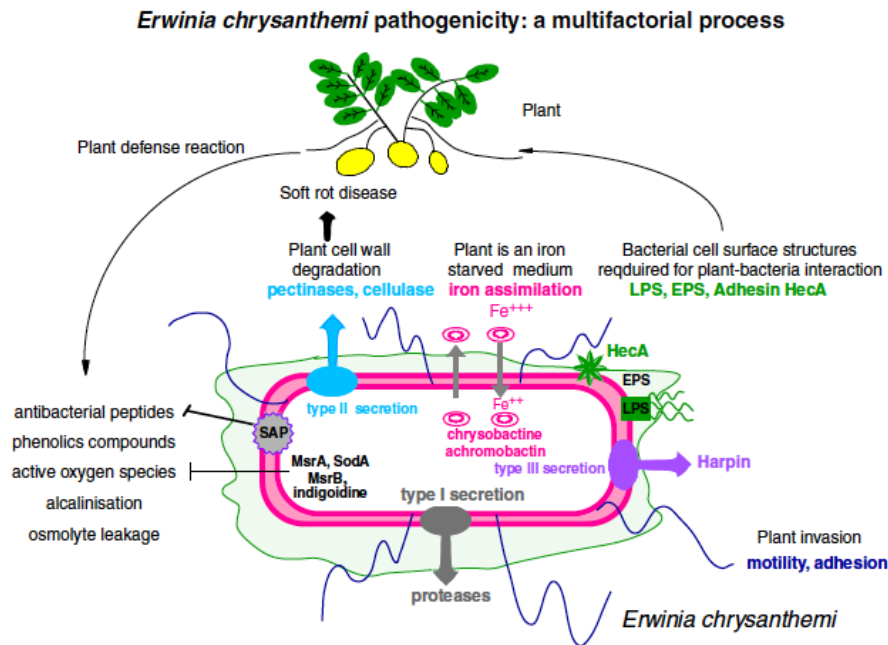 Erwinia chrysanthemi pathogenicity: a multifactorial process
Plant
Plant defense reaction
Soft rot disease
Plant cell wall
degradation
pectinases, cellulase
Plant is an iron
starved medium
iron assimilation
Fe+++
Bacterial cell surface structures
reqduired for plant-bacteria interaction
LPS, EPS, Adhesin HecA
HecA
EPS
LPS
type II secretion
Fe++
chrysobactine
achromobactin
antibacterial peptides
phenolics compounds
active oxygen species
alcalinisation
osmolyte leakage
SAP
MsrA, SodA
MsrB,
indigoidine
type III secretion
Harpin
type I secretion
proteases
Plant invasion
motility, adhesion
Erwinia chrysanthemi